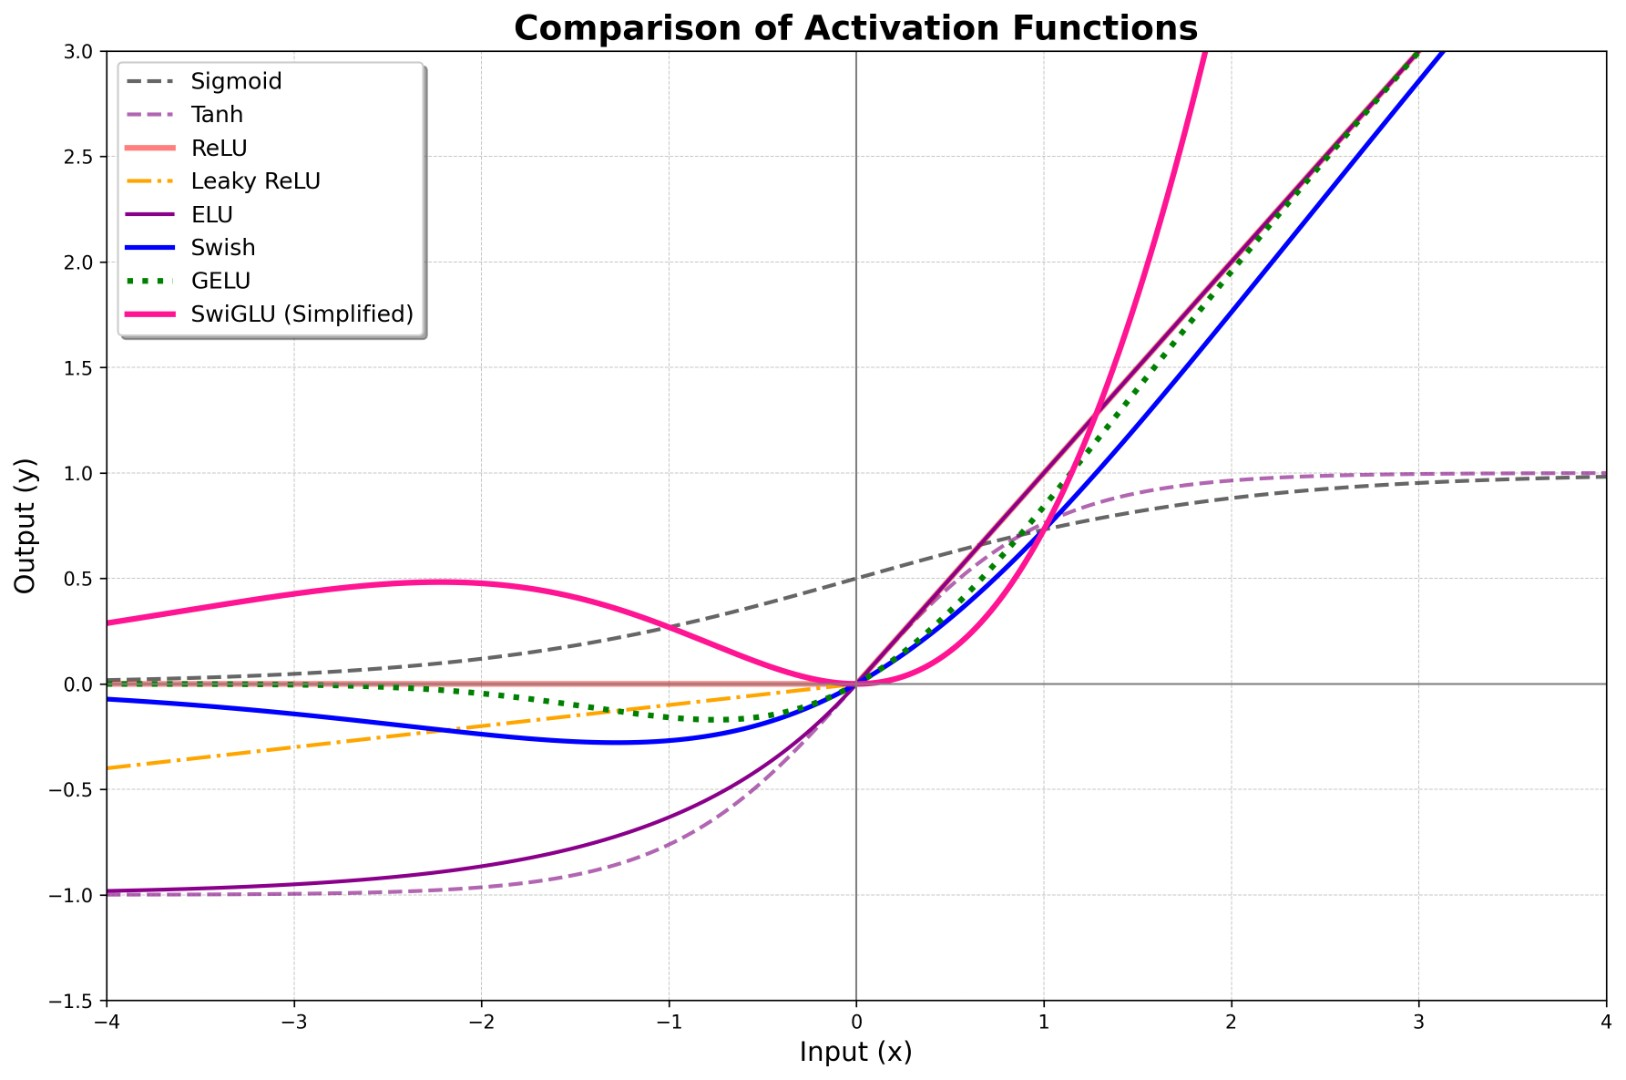 Comparison of Activation Functions
3.0
2.5
2.0
1.5
1.0
0.5
0.0
−0.5
−1.0
−1.5
Output (y)
Sigmoid
Tanh
ReLU
Leaky ReLU
ELU
Swish
GELU
SwiGLU (Simplified)
−4 −3 −2 −1 0 1 2 3 4
Input (x)